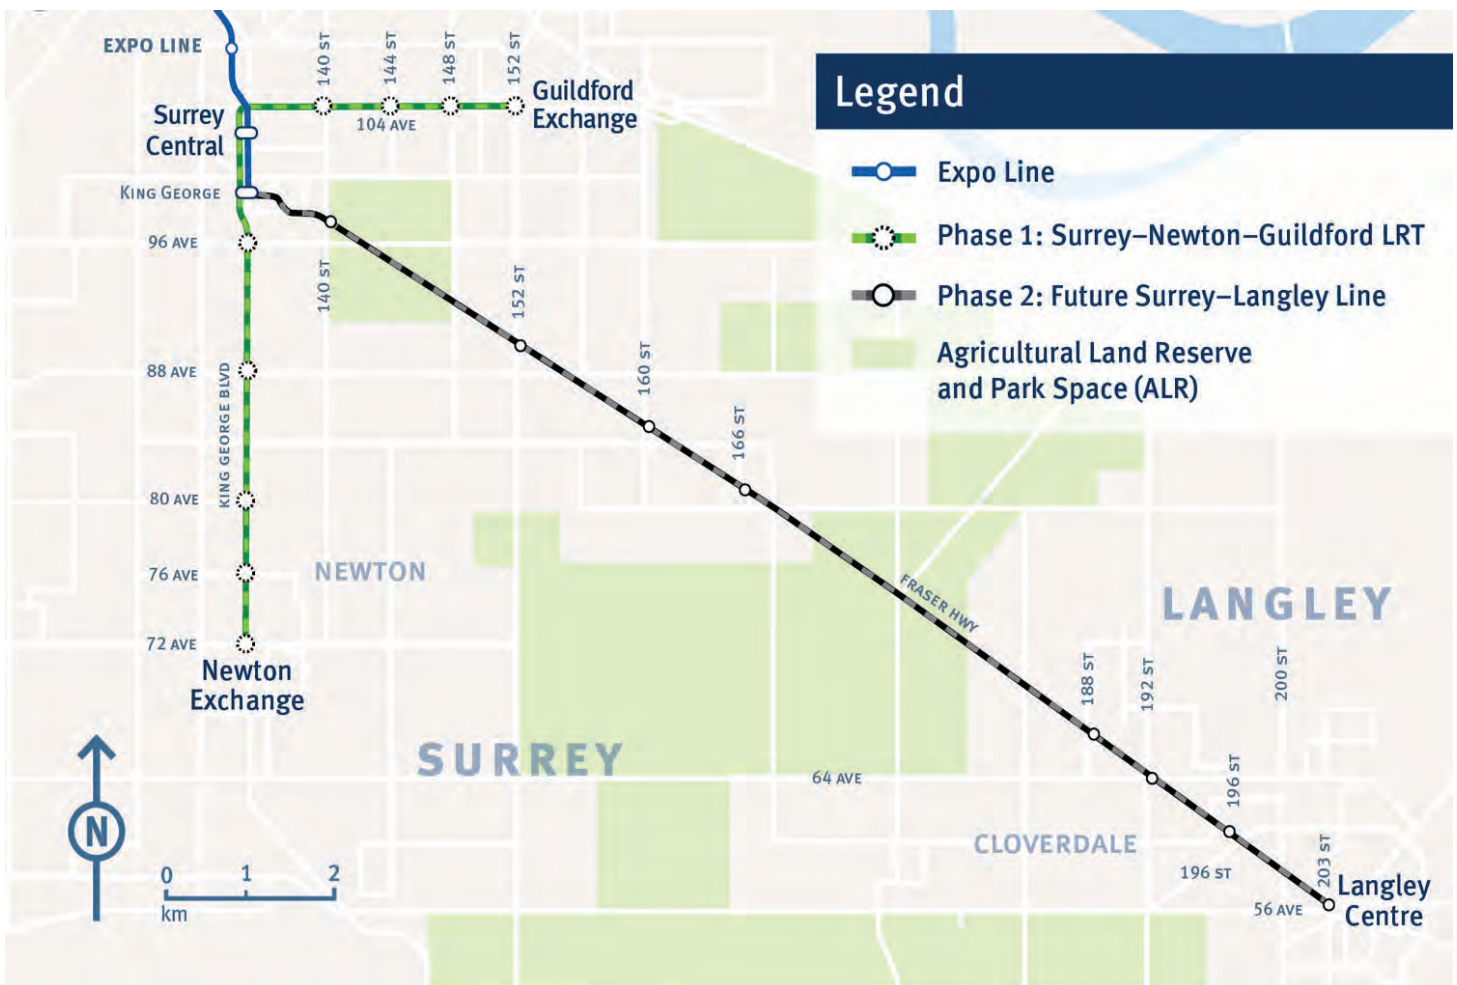 EXPO LINE
140 ST
144 ST
148 ST
152 ST
Guildford
Exchange
104 AVE
Surrey
Central
KING GEORGE
96 AVE
140 ST
152 ST
160 ST
166 ST
88 AVE
KING GEORGE BLVD
80 AVE
76 AVE
NEWTON
72 AVE
Newton
Exchange
Legend
Expo Line
Phase 1: Surrey–Newton–Guildford LRT
Phase 2: Future Surrey–Langley Line
Agricultural Land Reserve
and Park Space (ALR)
FRASER HWY
LANGLEY
188 ST
192 ST
200 ST
SURREY
64 AVE
196 ST
CLOVERDALE
196 ST
203 ST
56 AVE
Langley
Centre
N
0 1 2
km